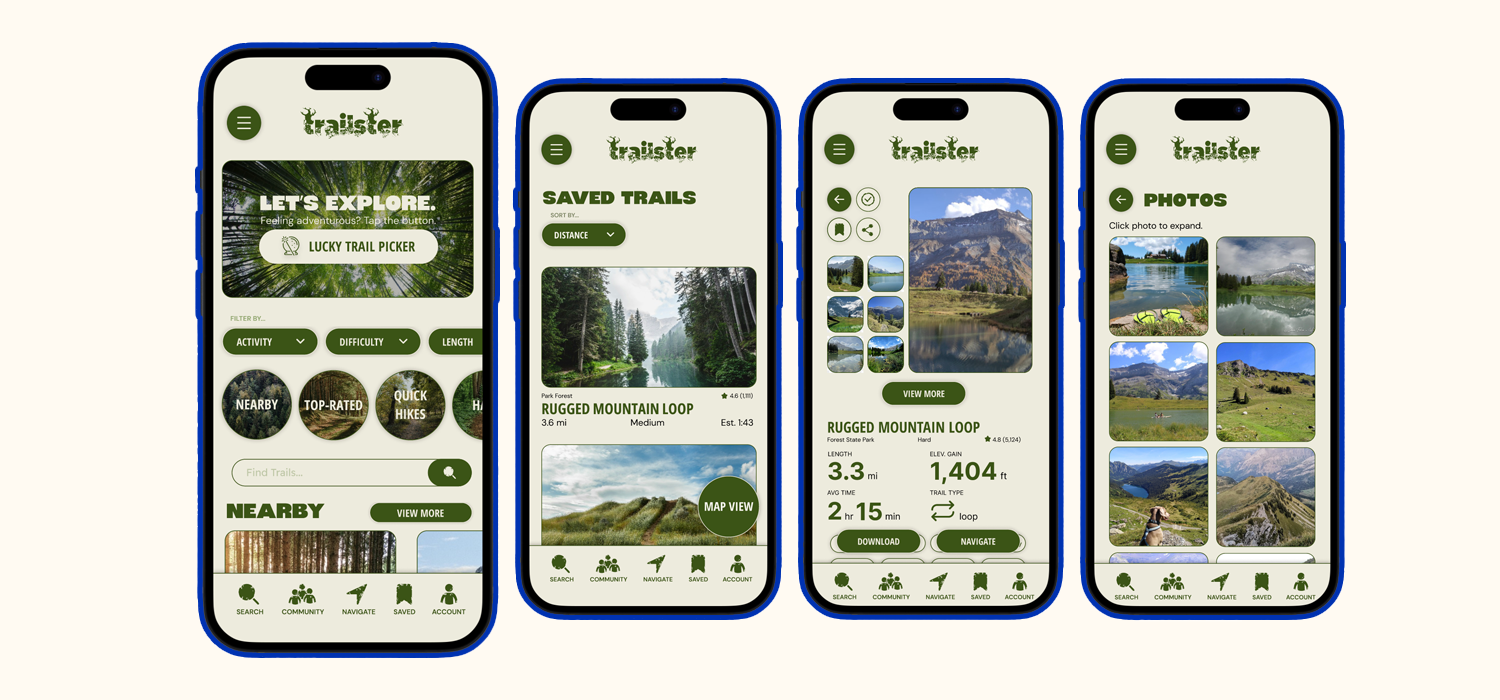 trailster
LET'S EXPLORE.
Feeling adventurous? Tap the button.
LUCKY TRAIL PICKER
FILTER BY...
ACTIVITY
DIFFICULTY
LENGTH
NEARBY
TOP-RATED
QUICK
HIKES
HA
Find Trails...
NEARBY
VIEW MORE
SEARCH
COMMUNITY
NAVIGATE
SAVED
ACCOUNT
trailster
SAVED TRAILS
SORT BY...
DISTANCE
Park Forest
4.6 (1,111)
RUGGED MOUNTAIN LOOP
3.6 mi
Medium
Est. 1:43
MAP VIEW
SEARCH
COMMUNITY
NAVIGATE
SAVED
ACCOUNT
trailster
VIEW MORE
RUGGED MOUNTAIN LOOP
Forest State Park
Hard
4.8 (5,124)
LENGTH
ELEV. GAIN
3.3 mi
1,404 ft
AVG TIME
TRAIL TYPE
2 hr 15 min
loop
DOWNLOAD
NAVIGATE
SEARCH
COMMUNITY
NAVIGATE
SAVED
ACCOUNT
trailster
PHOTOS
Click photo to expand.
SEARCH
COMMUNITY
NAVIGATE
SAVED
ACCOUNT